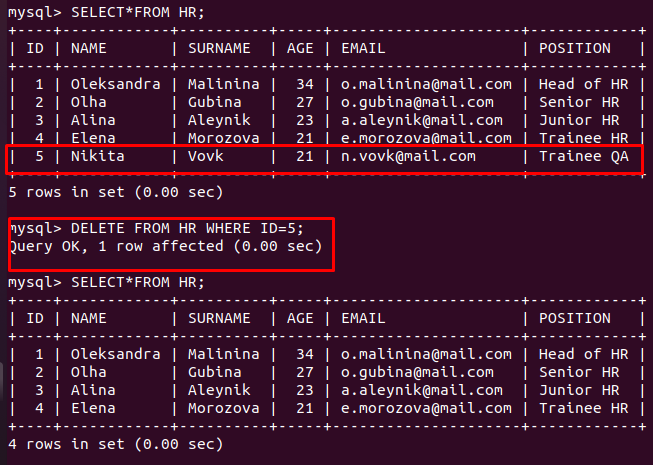 mysql> SELECT*FROM HR;
+----+------------+----------+-----+---------------------+------------+
| ID | NAME       | SURNAME  | AGE | EMAIL               | POSITION   |
+----+------------+----------+-----+---------------------+------------+
|  1 | Oleksandra | Malinina |  34 | o.malinina@mail.com | Head of HR |
|  2 | Olha       | Gubina   |  27 | o.gubina@mail.com   | Senior HR  |
|  3 | Alina      | Aleynik  |  23 | a.aleynik@mail.com  | Junior HR  |
|  4 | Elena      | Morozova |  21 | e.morozova@mail.com | Trainee HR |
|  5 | Nikita     | Vovk     |  21 | n.vovk@mail.com     | Trainee QA |
+----+------------+----------+-----+---------------------+------------+
5 rows in set (0.00 sec)
mysql> DELETE FROM HR WHERE ID=5;
Query OK, 1 row affected (0.00 sec)
mysql> SELECT*FROM HR;
+----+------------+----------+-----+---------------------+------------+
| ID | NAME       | SURNAME  | AGE | EMAIL               | POSITION   |
+----+------------+----------+-----+---------------------+------------+
|  1 | Oleksandra | Malinina |  34 | o.malinina@mail.com | Head of HR |
|  2 | Olha       | Gubina   |  27 | o.gubina@mail.com   | Senior HR  |
|  3 | Alina      | Aleynik  |  23 | a.aleynik@mail.com  | Junior HR  |
|  4 | Elena      | Morozova |  21 | e.morozova@mail.com | Trainee HR |
+----+------------+----------+-----+---------------------+------------+
4 rows in set (0.00 sec)